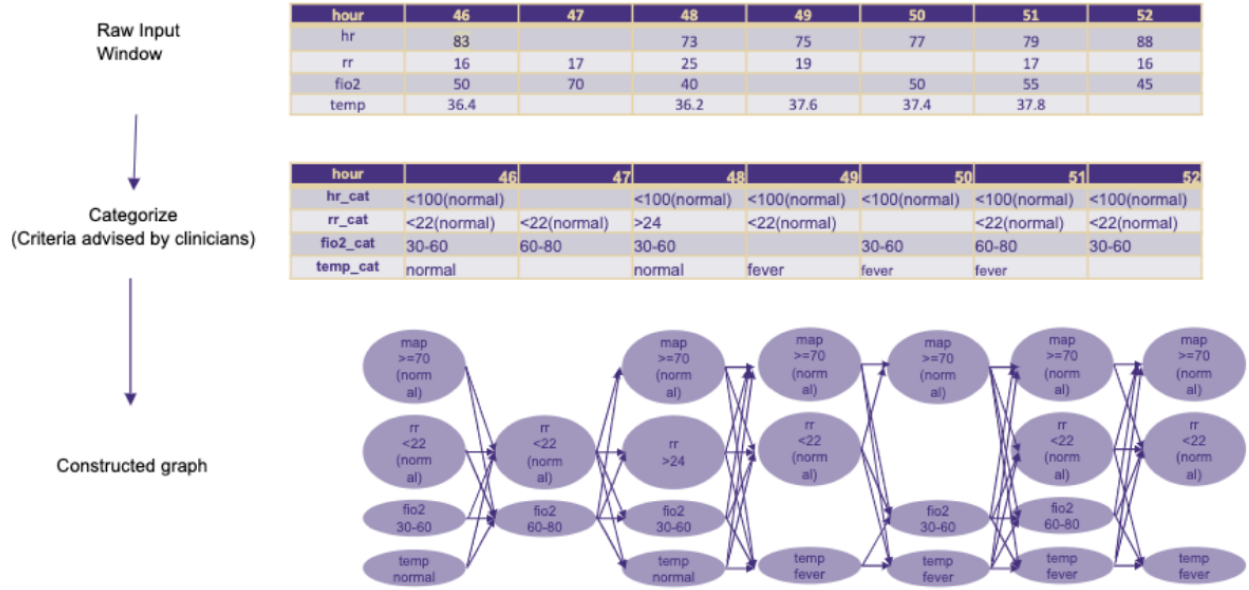 Raw Input
Window
hour 46 47 48 49 50 51 52
hr 83 73 75 77 79 88
rr 16 17 25 19 17 16
fio2 50 70 40 50 55 45
temp 36.4 36.2 37.6 37.4 37.8
Categorize
(Criteria advised by clinicians)
hour 46 47 48 49 50 51 52
hr_cat <100(normal) <100(normal) <100(normal) <100(normal) <100(normal) <100(normal)
rr_cat <22(normal) <22(normal) >24 <22(normal) <22(normal) <22(normal)
fio2_cat 30-60 60-80 30-60 30-60 60-80 30-60
temp_cat normal normal fever fever fever
Constructed graph
map
>=70
(norm
al)
map
>=70
(norm
al)
map
>=70
(norm
al)
map
>=70
(norm
al)
map
>=70
(norm
al)
map
>=70
(norm
al)
rr
<22
(norm
al)
rr
<22
(norm
al)
rr
>24
rr
<22
(norm
al)
rr
<22
(norm
al)
rr
<22
(norm
al)
fio2
30-60
fio2
60-80
fio2
30-60
fio2
30-60
fio2
60-80
temp
normal
temp
normal
temp
fever
temp
fever
temp
fever
temp
fever